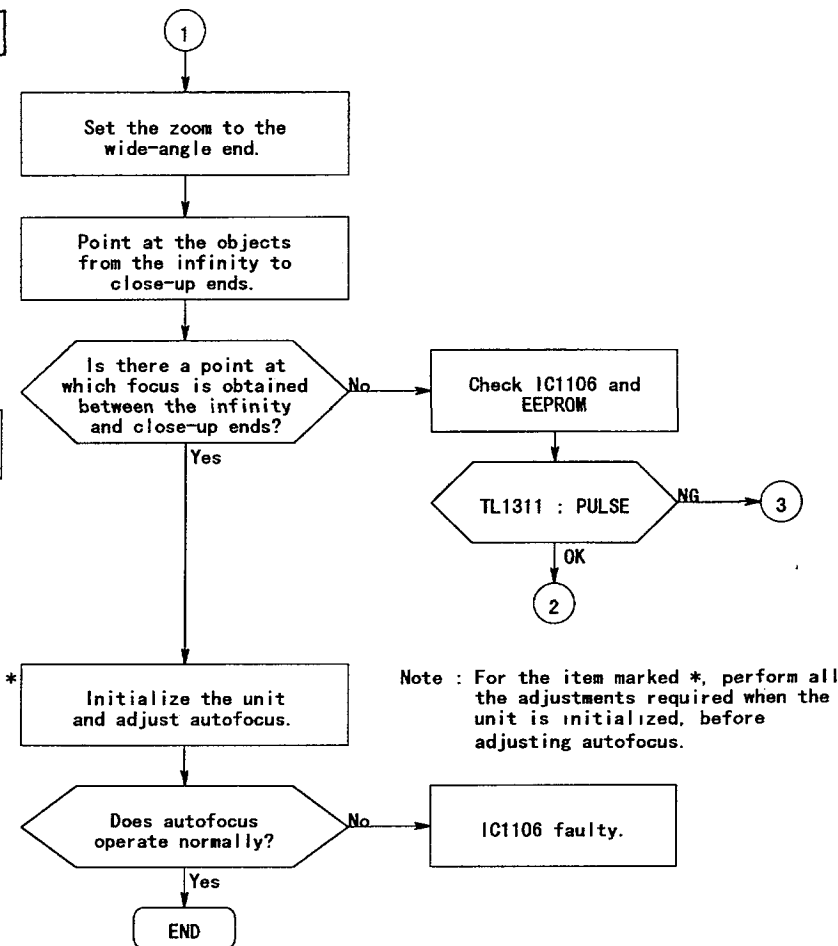 1
Set the zoom to the
wide-angle end.
Point at the objects
from the infinity to
close-up ends.
Is there a point at
which focus is obtained
between the infinity
and close-up ends?
No
Yes
Check IC1106 and
EEPROM
TL1311 : PULSE
NG
3
OK
2
*
Initialize the unit
and adjust autofocus.
Note : For the item marked *, perform all
the adjustments required when the
unit is initialized, before
adjusting autofocus.
Does autofocus
operate normally?
No
IC1106 faulty.
Yes
END